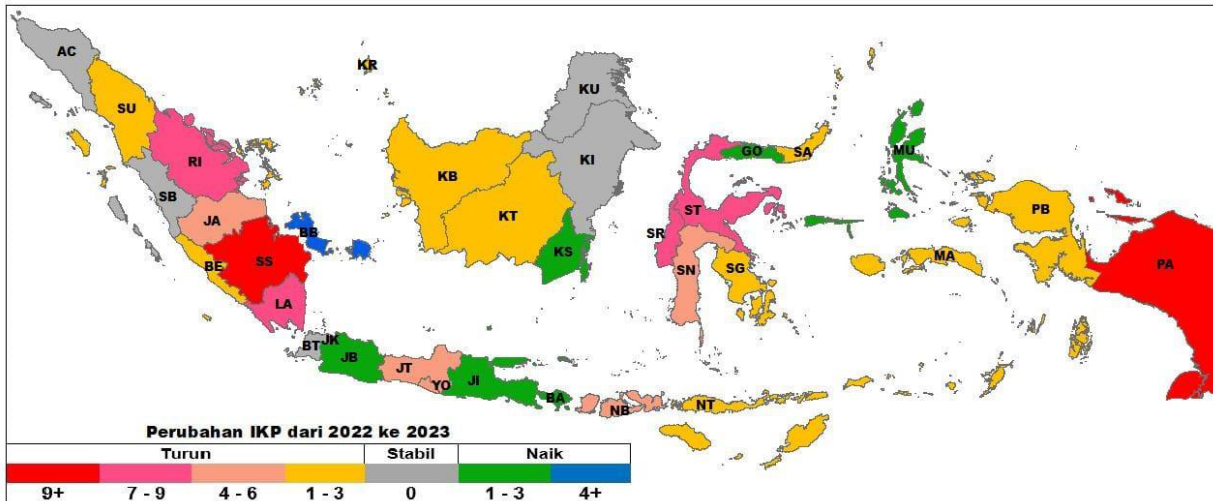 AC
KR
KU
SU
GO
SA
MU
RI
KI
KB
PB
SB
KT
ST
JA
BB
SR
KS
MA
BE
SS
SN
SG
PA
LA
BT
JK
JB
JT
YO
JI
BA
NB
NT
Perubahan IKP dari 2022 ke 2023
Turun Stabil Naik
9+ 7 - 9 4 - 6 1 - 3 0 1 - 3 4+